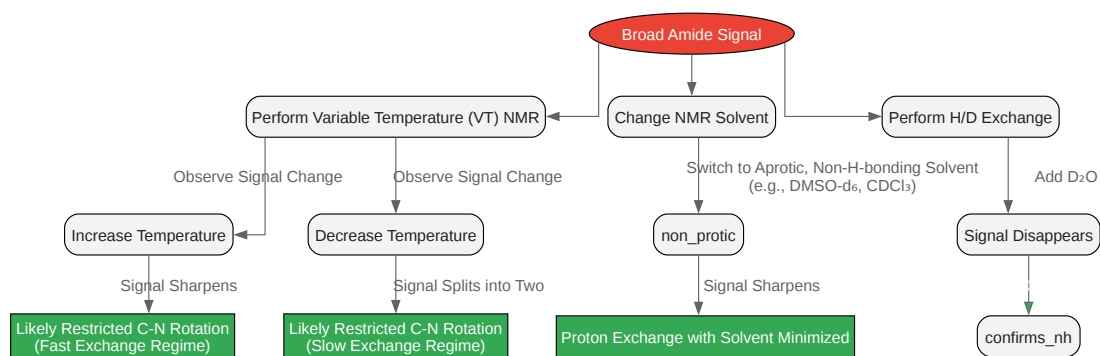 Broad Amide Signal
Perform Variable Temperature (VT) NMR
Change NMR Solvent
Perform H/D Exchange
Observe Signal Change
Observe Signal Change
Switch to Aprotic, Non-H-bonding Solvent
(e.g., DMSO-d₆, CDCl₃)
Add D₂O
Increase Temperature
Decrease Temperature
non_protic
Signal Disappears
Signal Sharpens
Signal Splits into Two
Signal Sharpens
Likely Restricted C-N Rotation
(Fast Exchange Regime)
Likely Restricted C-N Rotation
(Slow Exchange Regime)
Proton Exchange with Solvent Minimized
confirms_nh